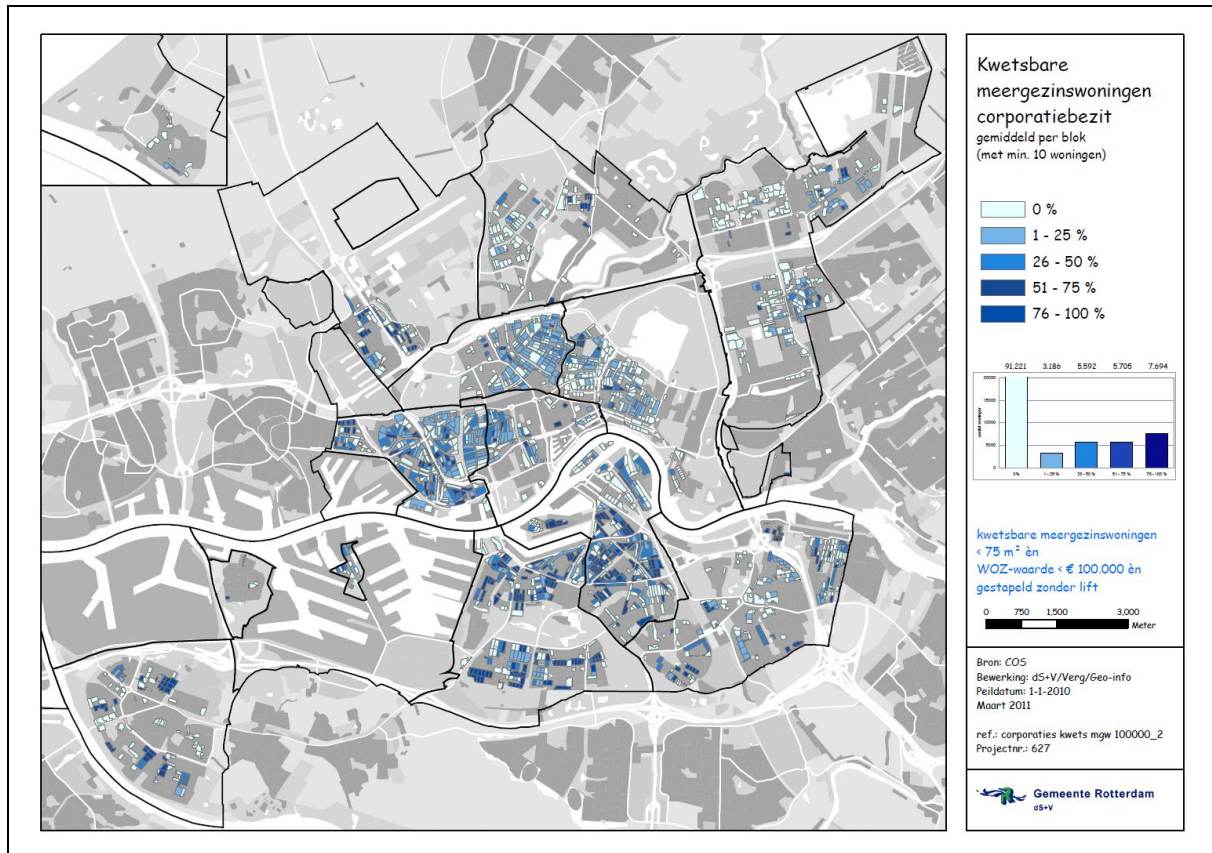 Kwetsbare
meergezinswoningen
corporatiebezit
gemiddeld per blok
(met min. 10 woningen)
0 %
1 - 25 %
26 - 50 %
51 - 75 %
76 - 100 %
91.221 3.186 5.592 5.705 7.694
20000
15000
10000
5000
0
0% 1 - 25 % 26 - 50 % 51 - 75 % 76 - 100 %
kwetsbare meergezinswoningen
< 75 m² èn
WOZ-waarde < € 100.000 èn
gestapeld zonder lift
0 750 1,500 3,000
Meter
Bron: COS
Bewerking: dS+V/Verg/Geo-info
Peildatum: 1-1-2010
Maart 2011
ref.: corporaties kwets mgw 100000_2
Projectnr.: 627
Gemeente Rotterdam
dS+V